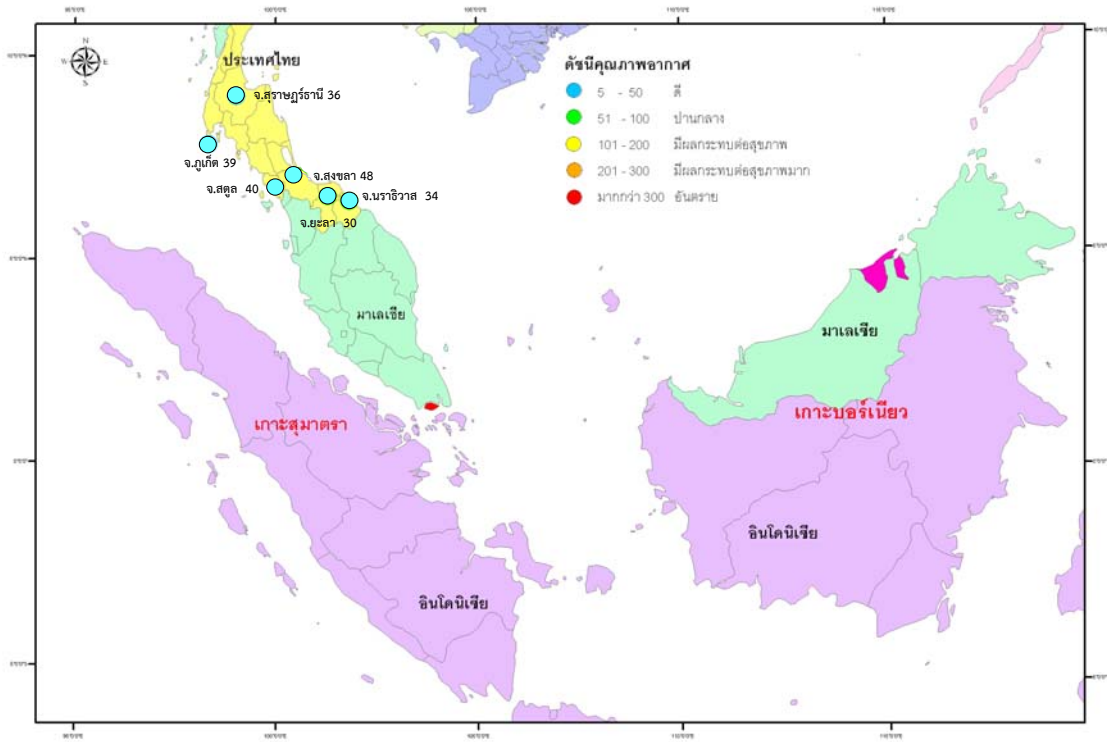 N
W
E
S
ประเทศไทย
จ.สุราษฎร์ธานี 36
จ.ภูเก็ต 39
จ.สงขลา 48
จ.สตูล 40
จ.นราธิวาส 34
จ.ยะลา 30
ดัชนีคุณภาพอากาศ
5 - 50 ดี
51 - 100 ปานกลาง
101 - 200 มีผลกระทบต่อสุขภาพ
201 - 300 มีผลกระทบต่อสุขภาพมาก
มากกว่า 300 อันตราย
มาเลเซีย
มาเลเซีย
เกาะสุมาตรา
เกาะบอร์เนียว
อินโดนิเซีย
อินโดนิเซีย